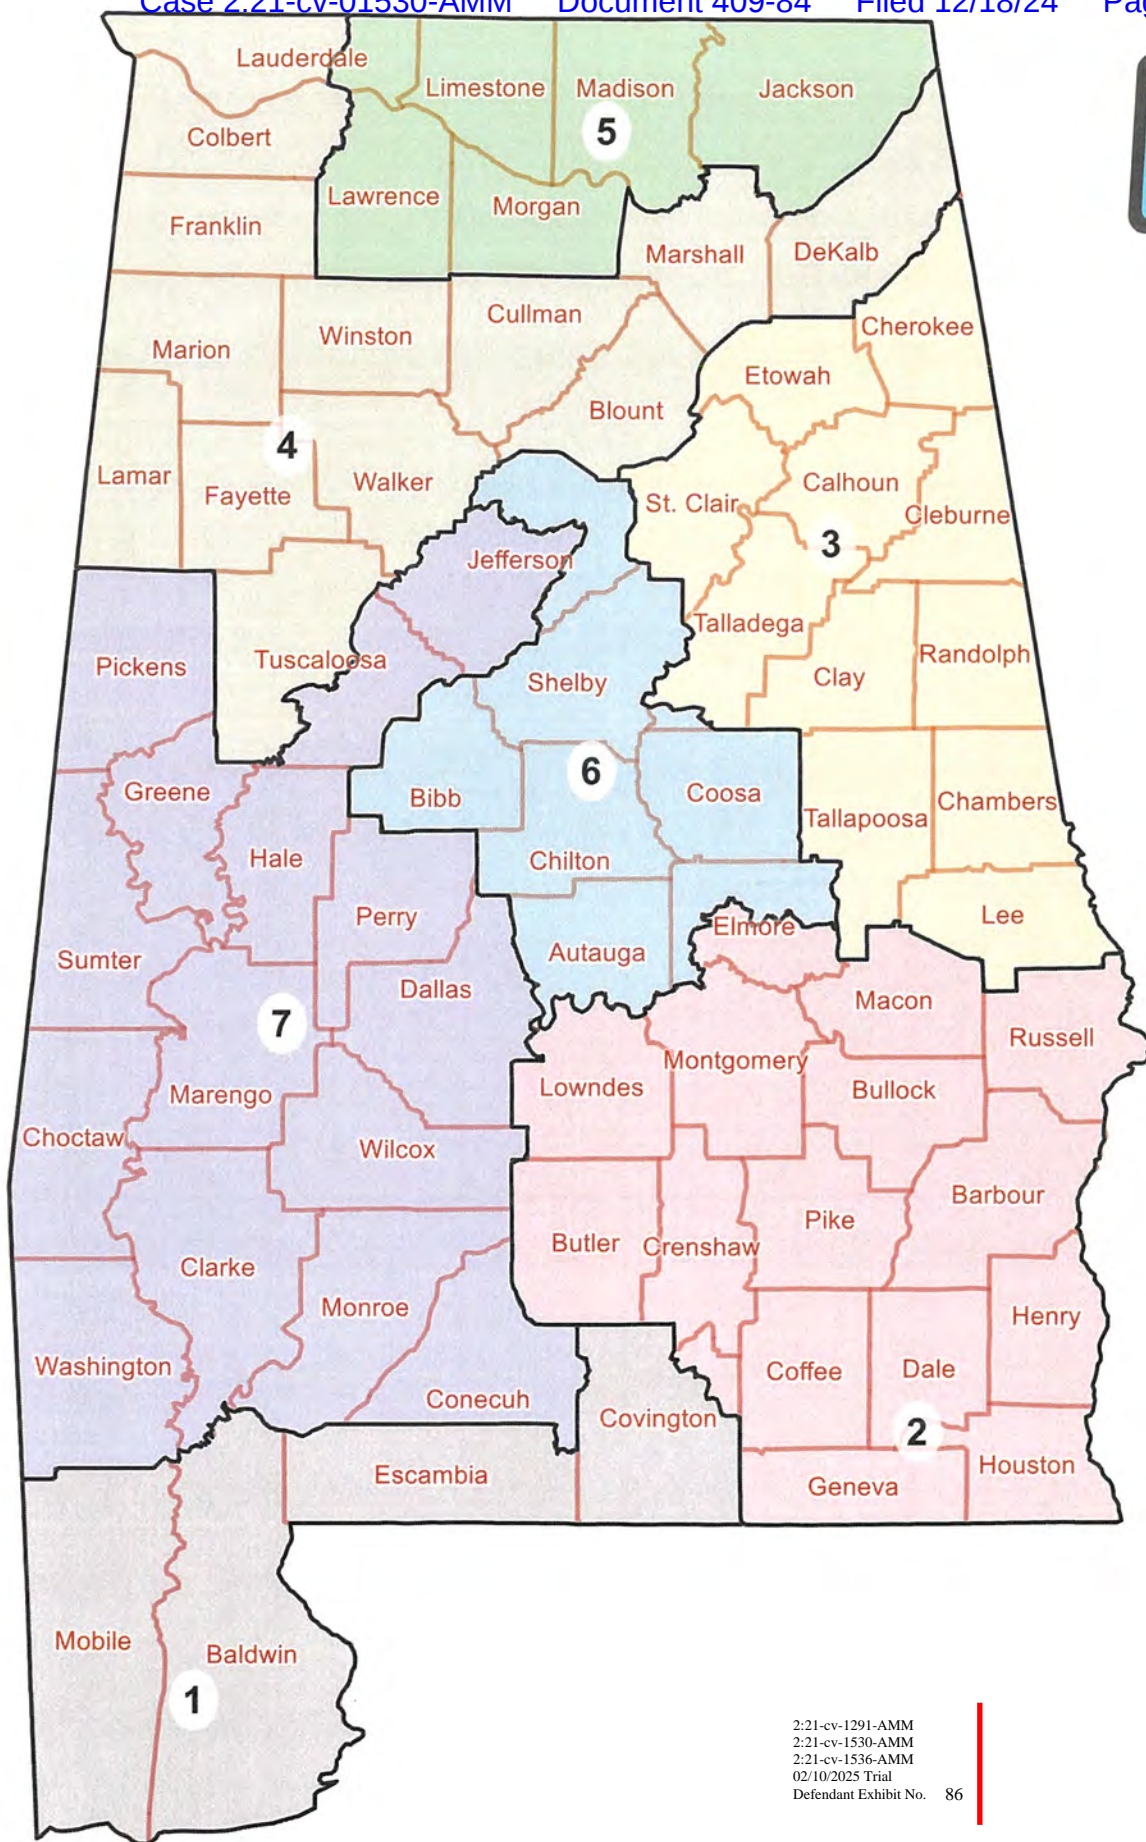 Case 2:21-cv-01530-AMM Document 409-84 Filed 12/18/24
Lauderdale
Limestone
Madison
Jackson
5
Colbert
Lawrence
Morgan
Franklin
Marshall
DeKalb
Cullman
Winston
Marion
Cherokee
Etowah
Blount
4
Lamar
Fayette
Walker
St. Clair
Calhoun
Cleburne
3
Jefferson
Talladega
Pickens
Tuscaloosa
Shelby
Clay
Randolph
6
Greene
Bibb
Coosa
Tallapoosa
Chambers
Hale
Chilton
Perry
Lee
Elmore
Sumter
Autauga
Dallas
Macon
7
Russell
Montgomery
Lowndes
Bullock
Marengo
Choctaw
Wilcox
Barbour
Pike
Butler
Crenshaw
Clarke
Monroe
Henry
Washington
Coffee
Dale
Conecuh
Covington
2
Escambia
Houston
Geneva
Mobile
Baldwin
1
2:21-cv-1291-AMM
2:21-cv-1530-AMM
2:21-cv-1536-AMM
02/10/2025 Trial
Defendant Exhibit No. 86